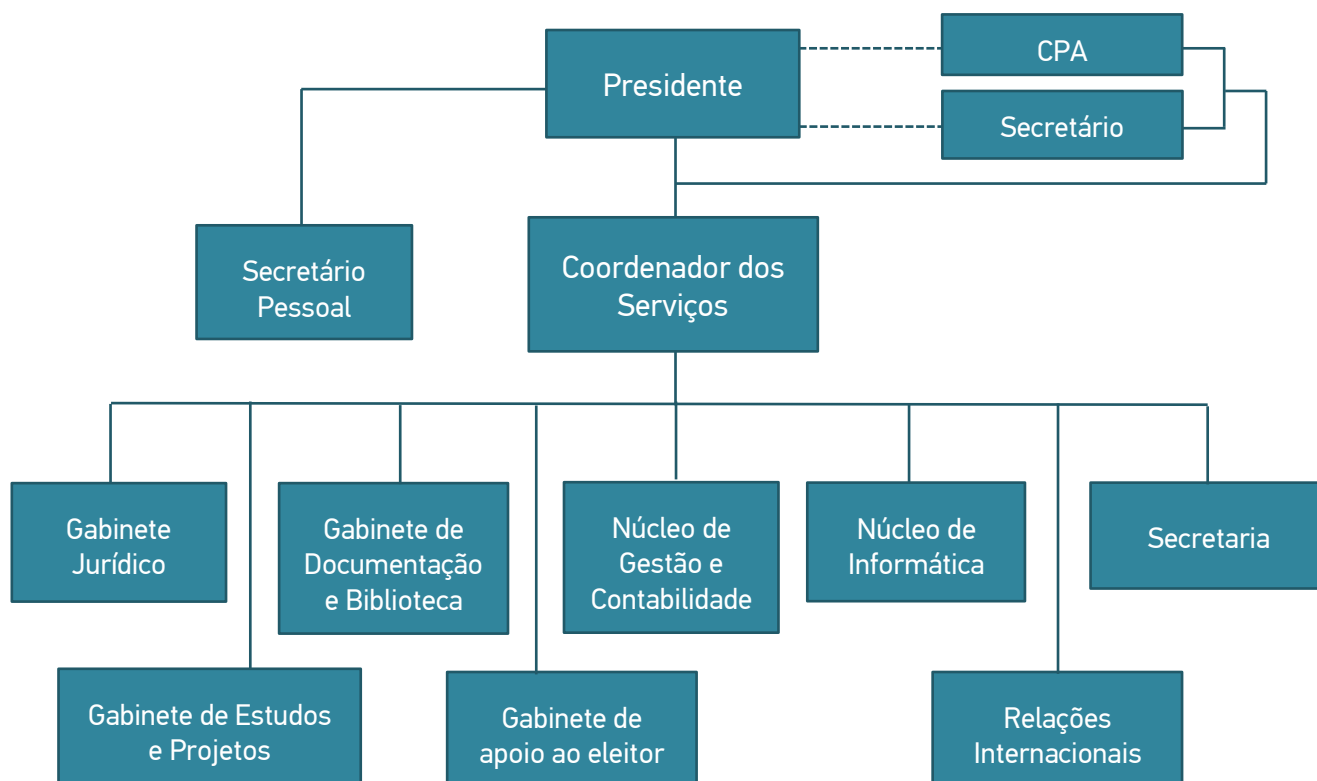 Presidente
CPA
Secretário
Secretário
Pessoal
Coordenador dos
Serviços
Gabinete
Jurídico
Gabinete de
Documentação
e Biblioteca
Núcleo de
Gestão e
Contabilidade
Núcleo de
Informática
Secretaria
Gabinete de Estudos
e Projetos
Gabinete de
apoio ao eleitor
Relações
Internacionais